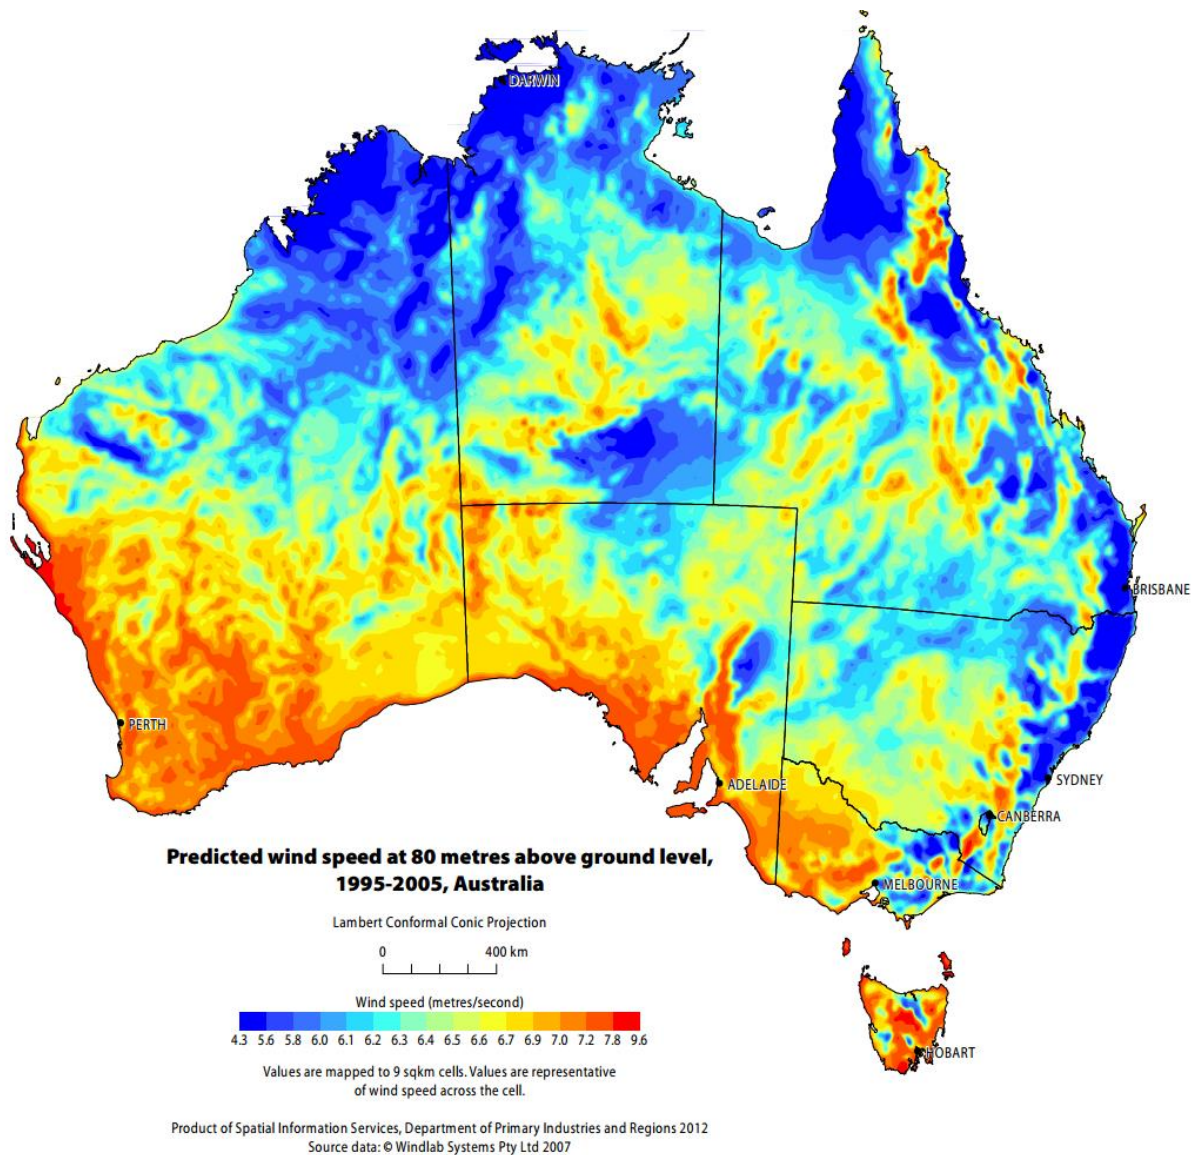 DARWIN
BRISBANE
PERTH
SYDNEY
ADELAIDE
CANBERRA
MELBOURNE
HOBART
Predicted wind speed at 80 metres above ground level,
1995-2005, Australia
Lambert Conformal Conic Projection
0 400 km
Wind speed (metres/second)
4.3 5.6 5.8 6.0 6.1 6.2 6.3 6.4 6.5 6.6 6.7 6.9 7.0 7.2 7.8 9.6
Values are mapped to 9 sqkm cells. Values are representative
of wind speed across the cell.
Product of Spatial Information Services, Department of Primary Industries and Regions 2012
Source data: © Windlab Systems Pty Ltd 2007